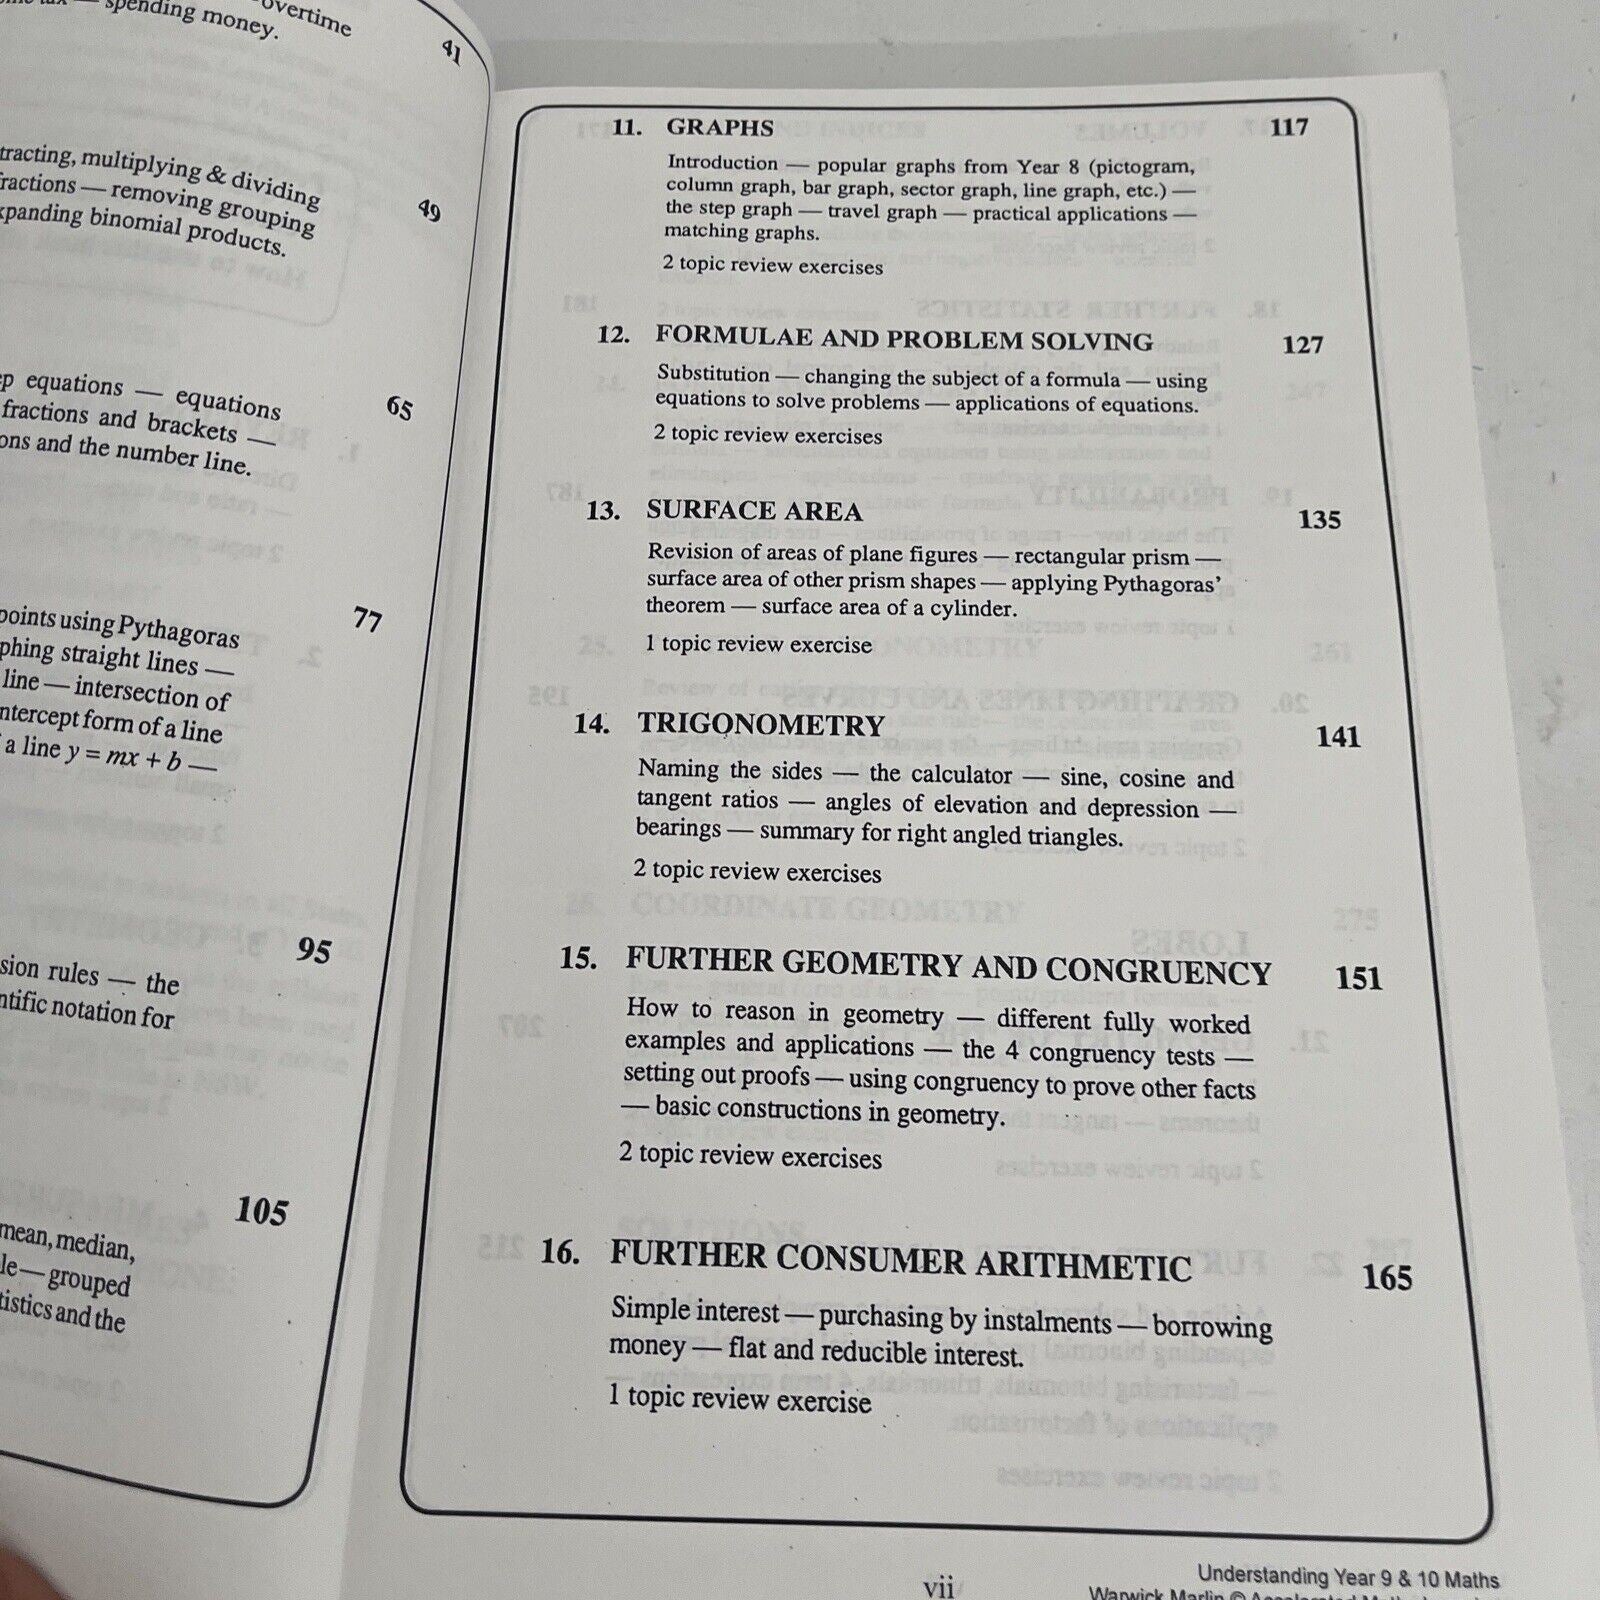 overtime
spending money.
41
tracting, multiplying & dividing
fractions — removing grouping
49
xpanding binomial products.
equations — equations
65
fractions and brackets —
ons and the number line.
77
points using Pythagoras
phing straight lines —
line — intersection of
ntercept form of a line
a line y = mx + b —
95
sion rules — the
ntific notation for
105
mean, median,
le — grouped
tistics and the
11. GRAPHS 117
Introduction — popular graphs from Year 8 (pictogram,
column graph, bar graph, sector graph, line graph, etc.) —
the step graph — travel graph — practical applications —
matching graphs.
2 topic review exercises
12. FORMULAE AND PROBLEM SOLVING 127
Substitution — changing the subject of a formula — using
equations to solve problems — applications of equations.
2 topic review exercises
13. SURFACE AREA 135
Revision of areas of plane figures — rectangular prism —
surface area of other prism shapes — applying Pythagoras'
theorem — surface area of a cylinder.
1 topic review exercise
14. TRIGONOMETRY 141
Naming the sides — the calculator — sine, cosine and
tangent ratios — angles of elevation and depression —
bearings — summary for right angled triangles.
2 topic review exercises
15. FURTHER GEOMETRY AND CONGRUENCY 151
How to reason in geometry — different fully worked
examples and applications — the 4 congruency tests —
setting out proofs — using congruency to prove other facts
— basic constructions in geometry.
2 topic review exercises
16. FURTHER CONSUMER ARITHMETIC 165
Simple interest — purchasing by instalments — borrowing
money — flat and reducible interest.
1 topic review exercise
vii
Understanding Year 9 & 10 Maths
Warwick Marlin ©